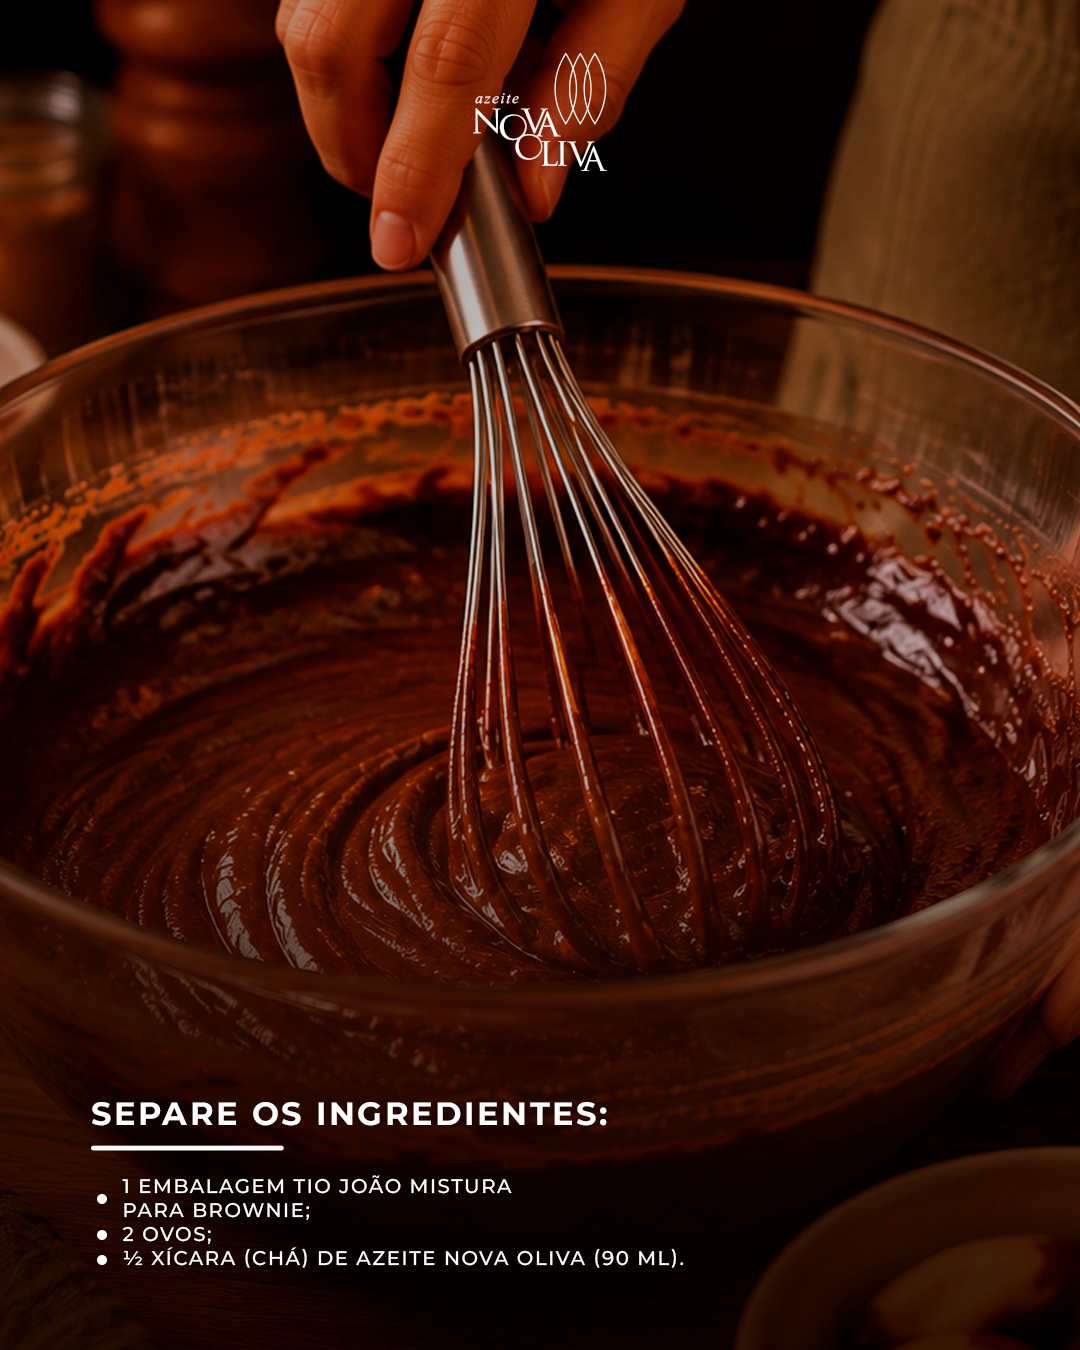 azeite
NOVA
OLIVA
SEPARE OS INGREDIENTES:
1 EMBALAGEM TIO JOÃO MISTURA
PARA BROWNIE;
2 OVOS;
½ XÍCARA (CHÁ) DE AZEITE NOVA OLIVA (90 ML).